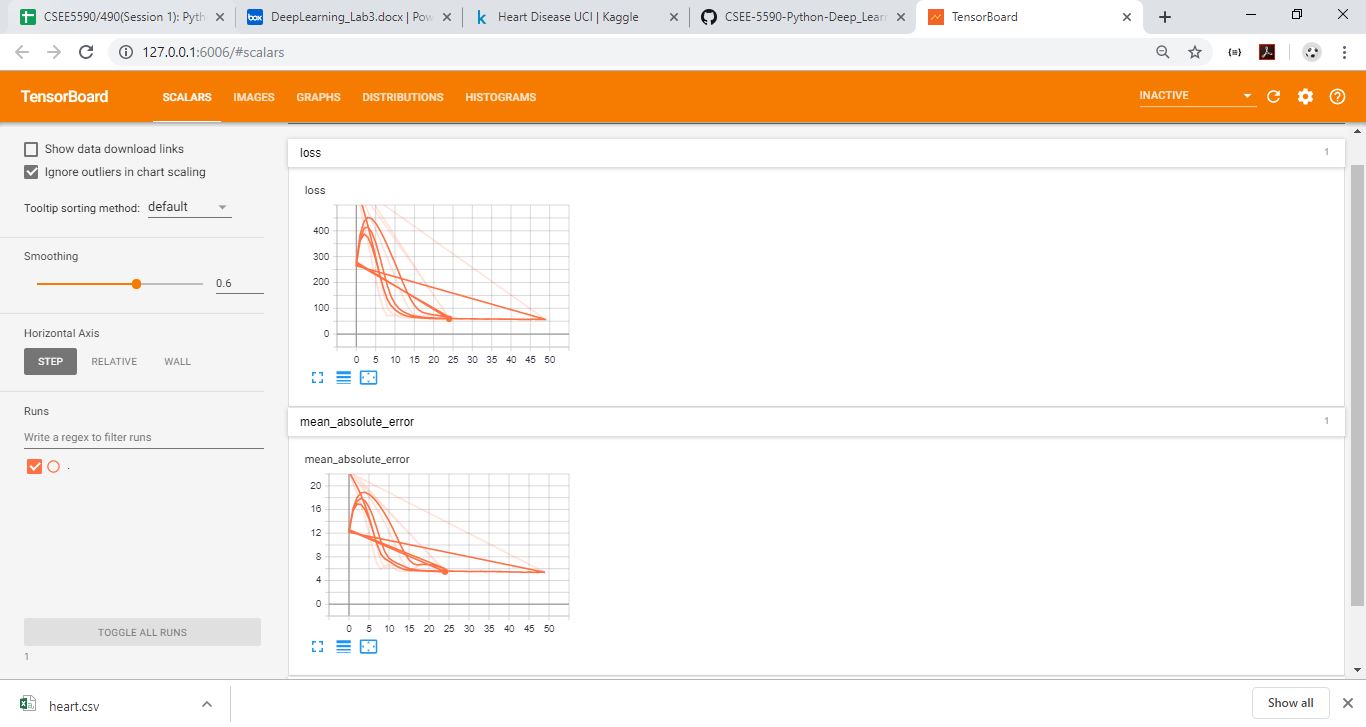 CSEE5590/490(Session 1): Pyth
DeepLearning_Lab3.docx | Pow
Heart Disease UCI | Kaggle
CSEE-5590-Python-Deep_Learn
TensorBoard
127.0.0.1:6006/#scalars
TensorBoard
SCALARS
IMAGES
GRAPHS
DISTRIBUTIONS
HISTOGRAMS
INACTIVE
Show data download links
Ignore outliers in chart scaling
Tooltip sorting method: default
Smoothing
0.6
Horizontal Axis
STEP RELATIVE WALL
Runs
Write a regex to filter runs
.
TOGGLE ALL RUNS
1
loss 1
loss
400
300
200
100
0
0 5 10 15 20 25 30 35 40 45 50
mean_absolute_error 1
mean_absolute_error
20
16
12
8
4
0
0 5 10 15 20 25 30 35 40 45 50
heart.csv
Show all